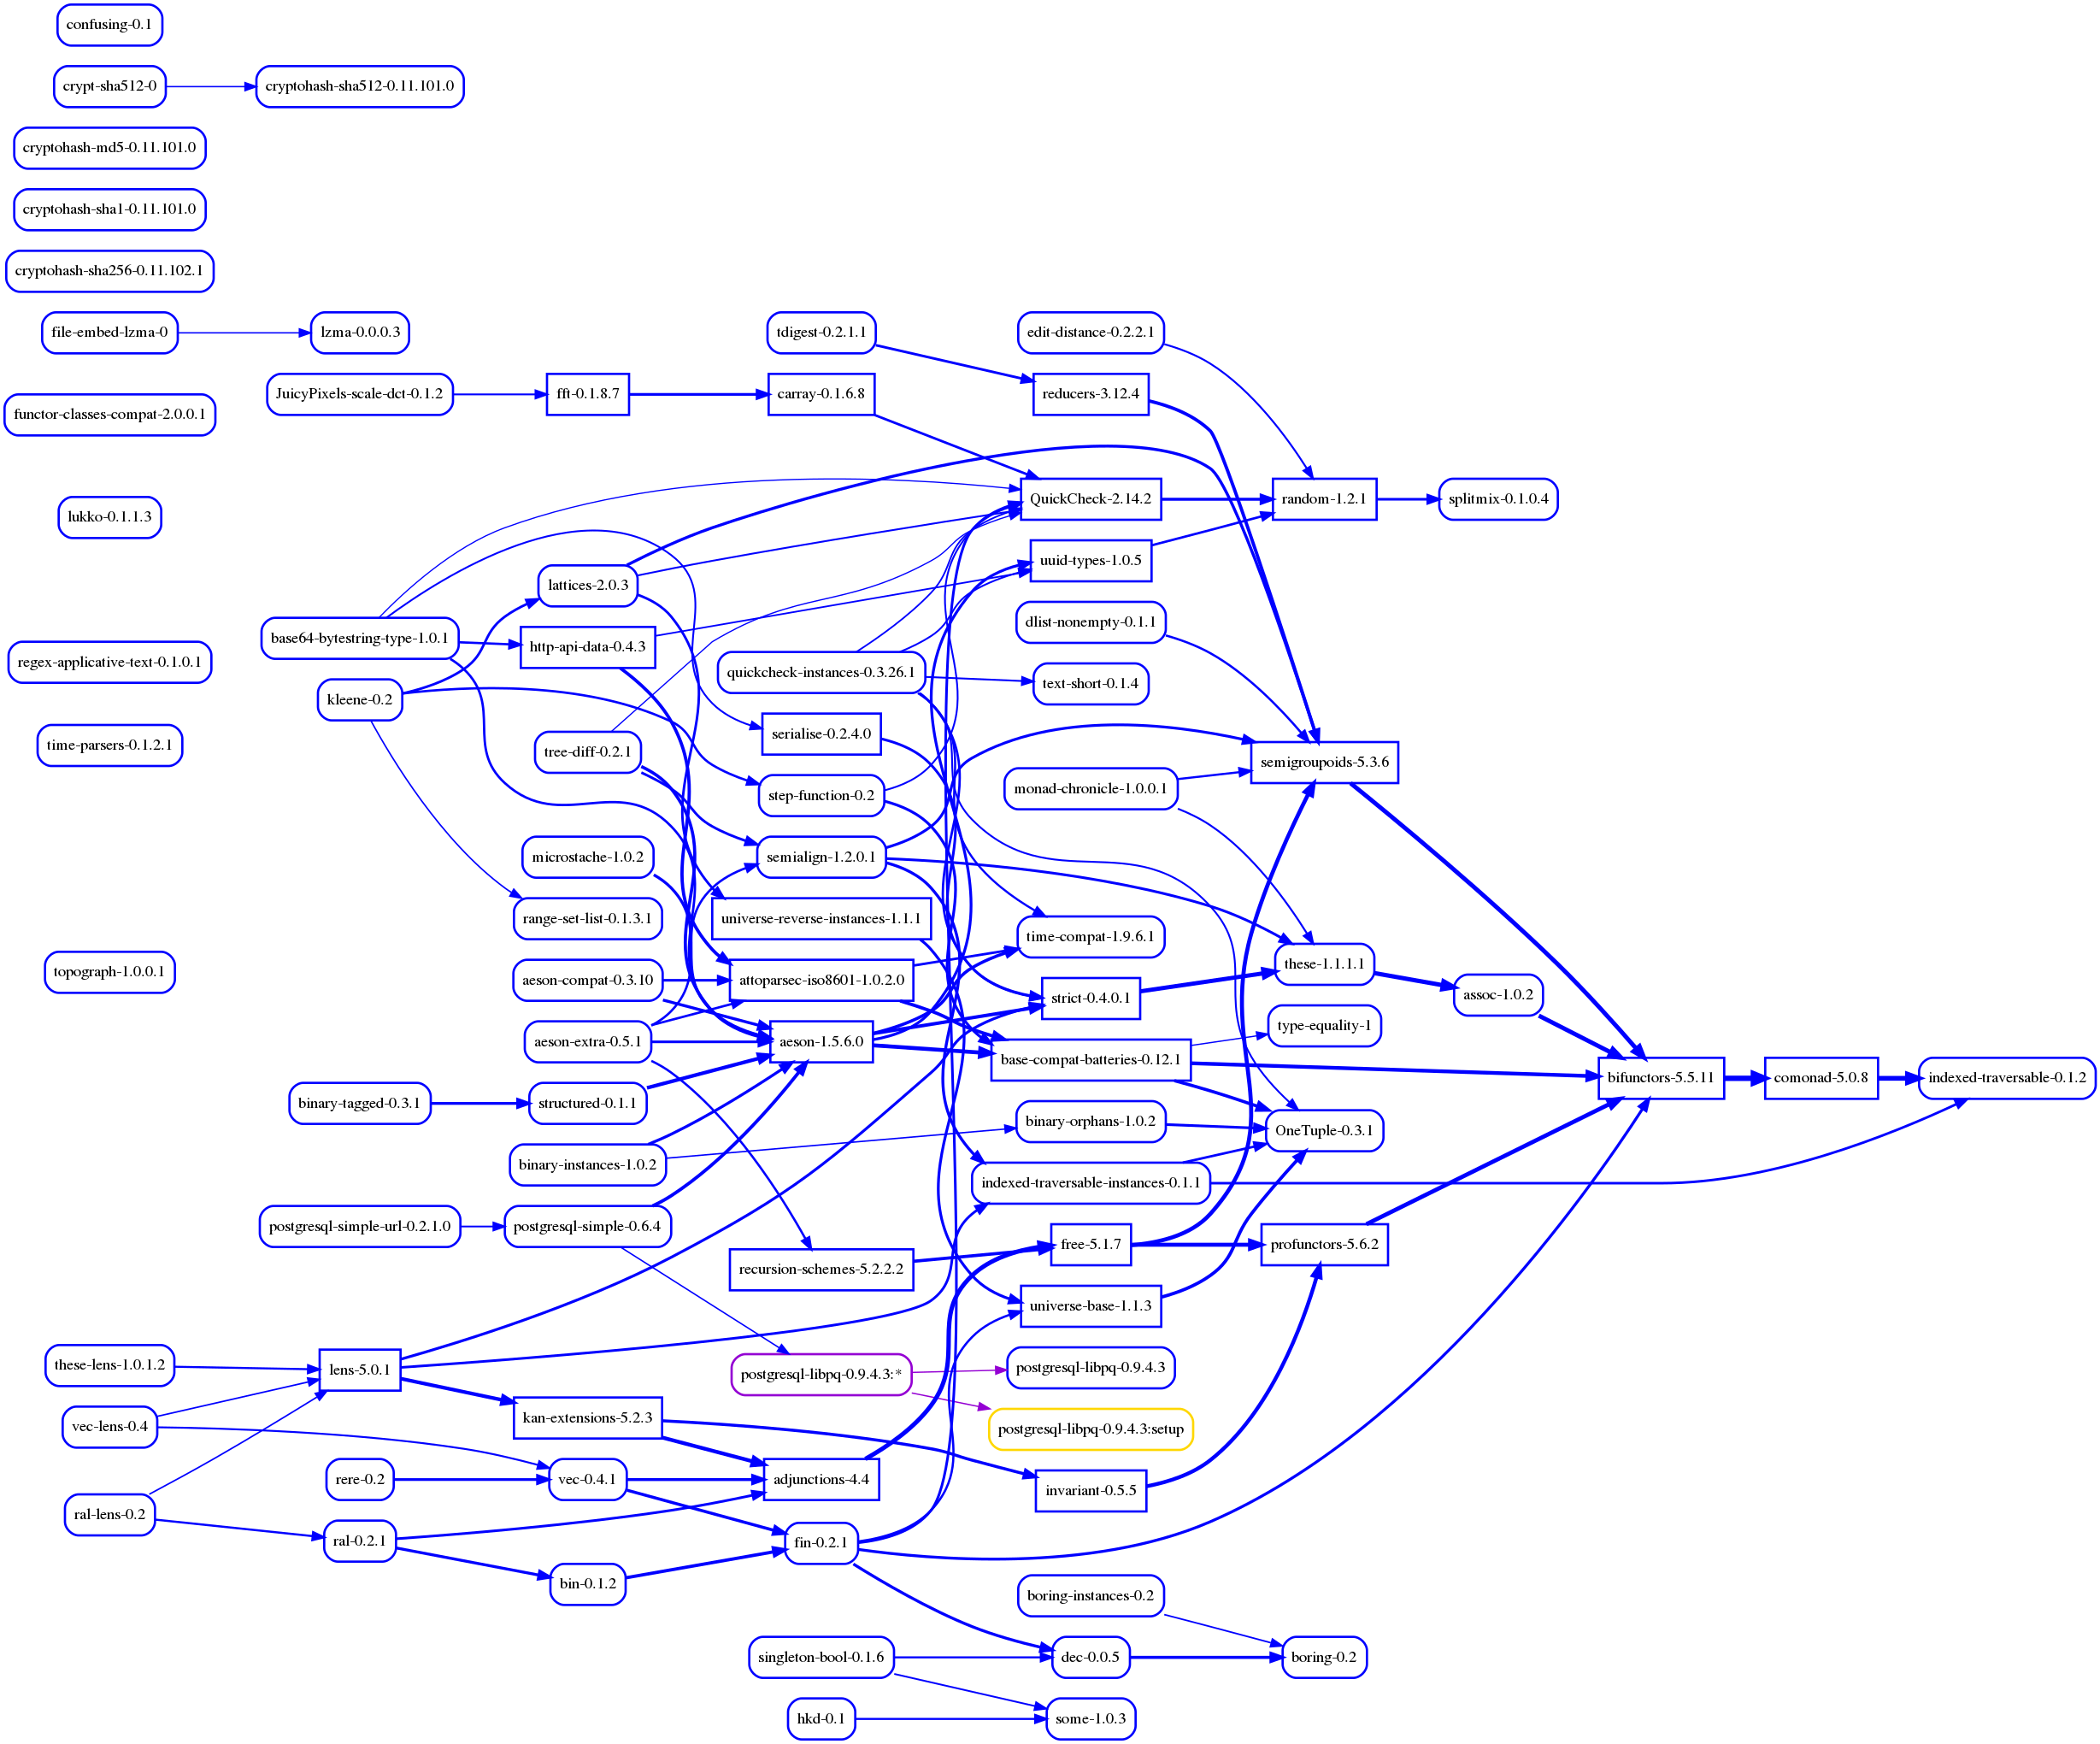 confusing-0.1
crypt-sha512-0
cryptohash-sha512-0.11.101.0
cryptohash-md5-0.11.101.0
cryptohash-sha1-0.11.101.0
cryptohash-sha256-0.11.102.1
file-embed-lzma-0
lzma-0.0.0.3
tdigest-0.2.1.1
edit-distance-0.2.2.1
JuicyPixels-scale-dct-0.1.2
fft-0.1.8.7
carray-0.1.6.8
reducers-3.12.4
functor-classes-compat-2.0.0.1
QuickCheck-2.14.2
random-1.2.1
splitmix-0.1.0.4
lukko-0.1.1.3
uuid-types-1.0.5
lattices-2.0.3
dlist-nonempty-0.1.1
base64-bytestring-type-1.0.1
http-api-data-0.4.3
regex-applicative-text-0.1.0.1
quickcheck-instances-0.3.26.1
text-short-0.1.4
kleene-0.2
serialise-0.2.4.0
time-parsers-0.1.2.1
tree-diff-0.2.1
semigroupoids-5.3.6
step-function-0.2
monad-chronicle-1.0.0.1
microstache-1.0.2
semialign-1.2.0.1
range-set-list-0.1.3.1
universe-reverse-instances-1.1.1
time-compat-1.9.6.1
these-1.1.1.1
topograph-1.0.0.1
aeson-compat-0.3.10
attoparsec-iso8601-1.0.2.0
strict-0.4.0.1
assoc-1.0.2
type-equality-1
aeson-extra-0.5.1
aeson-1.5.6.0
base-compat-batteries-0.12.1
bifunctors-5.5.11
comonad-5.0.8
indexed-traversable-0.1.2
binary-tagged-0.3.1
structured-0.1.1
binary-orphans-1.0.2
OneTuple-0.3.1
binary-instances-1.0.2
indexed-traversable-instances-0.1.1
postgresql-simple-url-0.2.1.0
postgresql-simple-0.6.4
free-5.1.7
profunctors-5.6.2
recursion-schemes-5.2.2.2
universe-base-1.1.3
these-lens-1.0.1.2
lens-5.0.1
postgresql-libpq-0.9.4.3:*
postgresql-libpq-0.9.4.3
vec-lens-0.4
kan-extensions-5.2.3
postgresql-libpq-0.9.4.3:setup
rere-0.2
vec-0.4.1
adjunctions-4.4
invariant-0.5.5
ral-lens-0.2
ral-0.2.1
fin-0.2.1
bin-0.1.2
boring-instances-0.2
singleton-bool-0.1.6
dec-0.0.5
boring-0.2
hkd-0.1
some-1.0.3